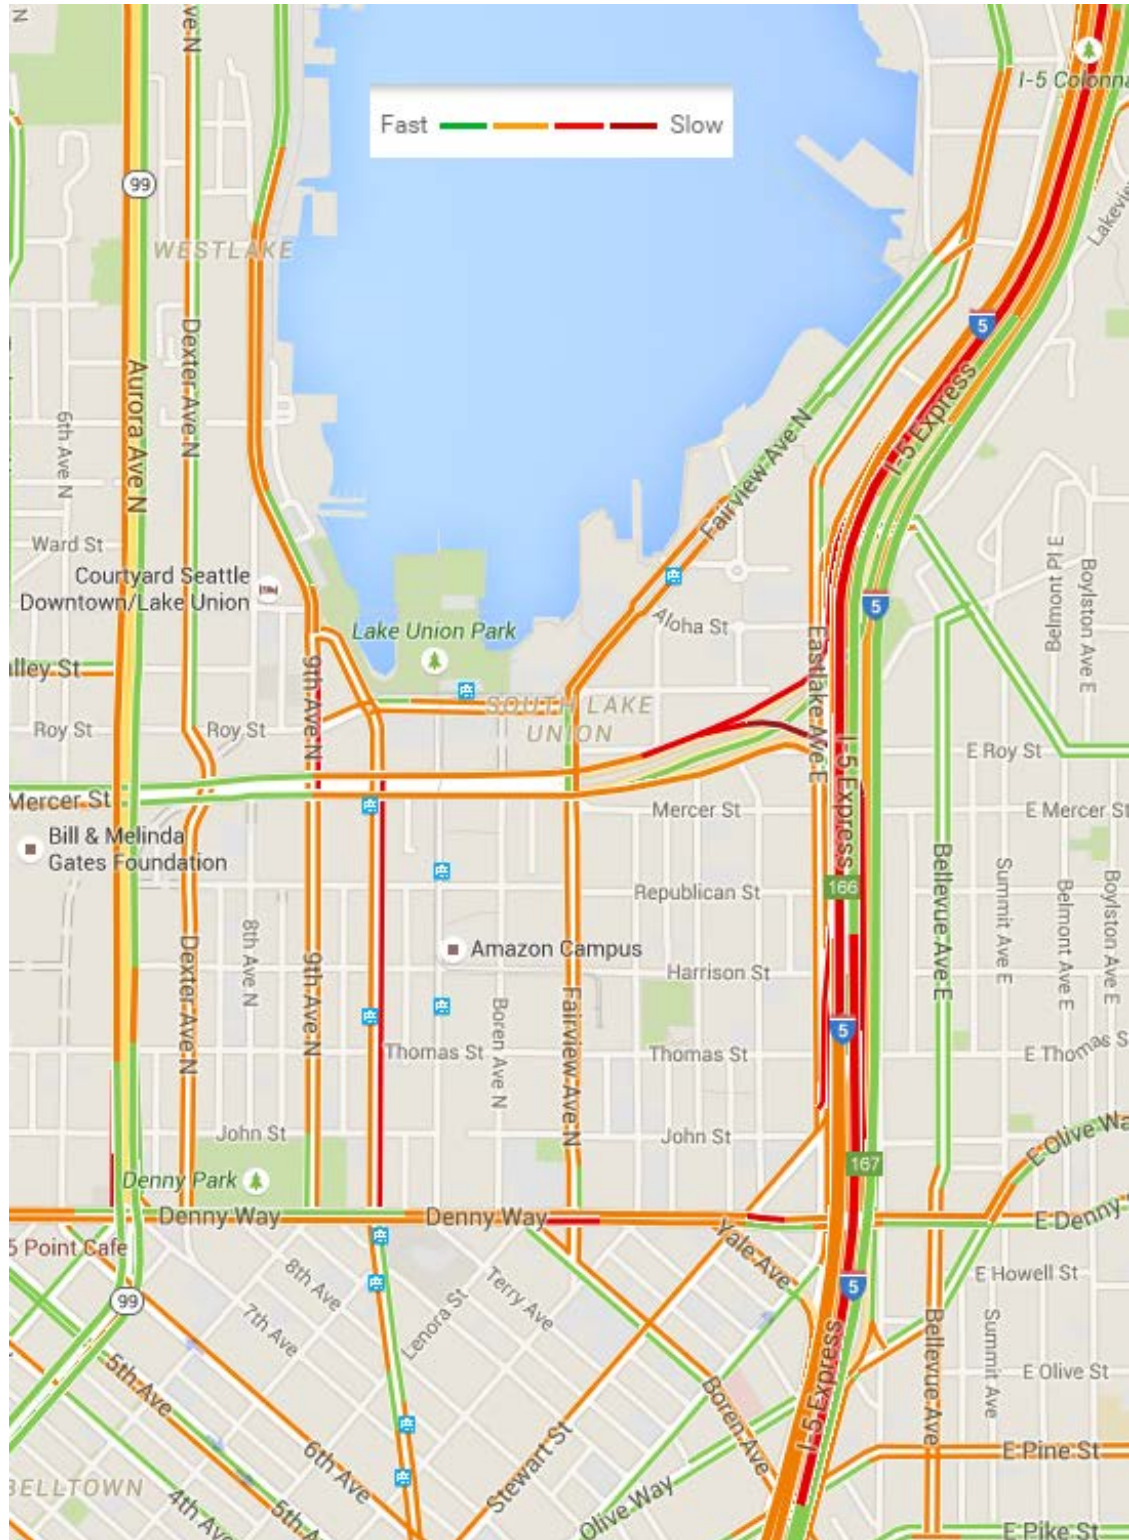 N
ve N
Ave N
Fast
Slow
I-5 Colonna
99
WESTLAKE
Lakevie
Dexter Ave N
5
Aurora Ave N
I-5 Express
6th Ave N
Fairview Ave N
Ward St
Courtyard Seattle
Downtown/Lake Union
Belmont Pl E
Boylston Ave E
5
Lake Union Park
Aloha St
Eastlake Ave E
alley St
9th Ave N
SOUTH LAKE
UNION
Roy St
Roy St
I-5 Express
E Roy St
Mercer St
Mercer St
E Mercer St
Bill & Melinda
Gates Foundation
Bellevue Ave E
Summit Ave E
Belmont Ave E
Boylston Ave E
166
Republican St
8th Ave N
Dexter Ave N
9th Ave N
Amazon Campus
Harrison St
Boren Ave N
Fairview Ave N
5
Thomas St
Thomas St
E Thomas S
John St
John St
E Olive Wa
167
Denny Park
Denny Way
Denny Way
E Denny
5 Point Cafe
Yale Ave
8th Ave
Terry Ave
E Howell St
99
7th Ave
Lenora St
5
I-5 Express
Bellevue Ave
Summit Ave
5th Ave
E Olive St
6th Ave
Boren Ave
Stewart St
E Pine St
BELLTOWN
4th Ave
5th A
Olive Way
E Pike St